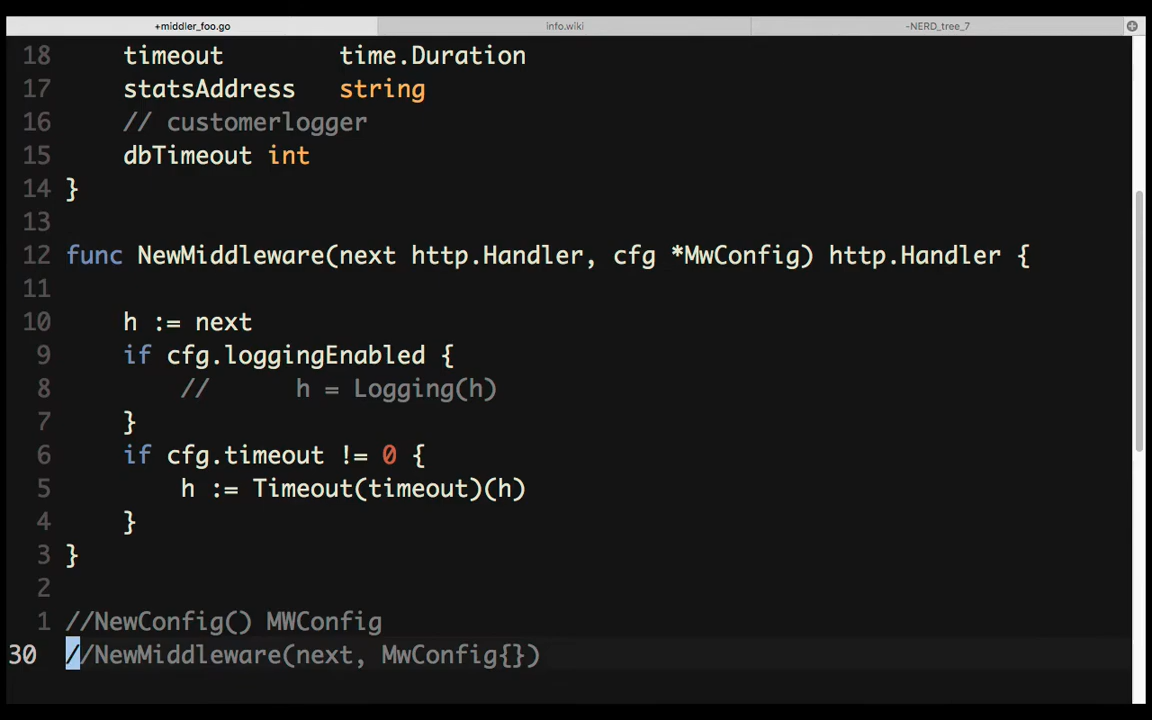 +middler_foo.go info.wiki -NERD_tree_7
18 timeout time.Duration
17 statsAddress string
16 // customerlogger
15 dbTimeout int
14 }
13
12 func NewMiddleware(next http.Handler, cfg *MwConfig) http.Handler {
11
10 h := next
9 if cfg.loggingEnabled {
8 // h = Logging(h)
7 }
6 if cfg.timeout != 0 {
5 h := Timeout(timeout)(h)
4 }
3 }
2
1 //NewConfig() MWConfig
30 //NewMiddleware(next, MwConfig{})